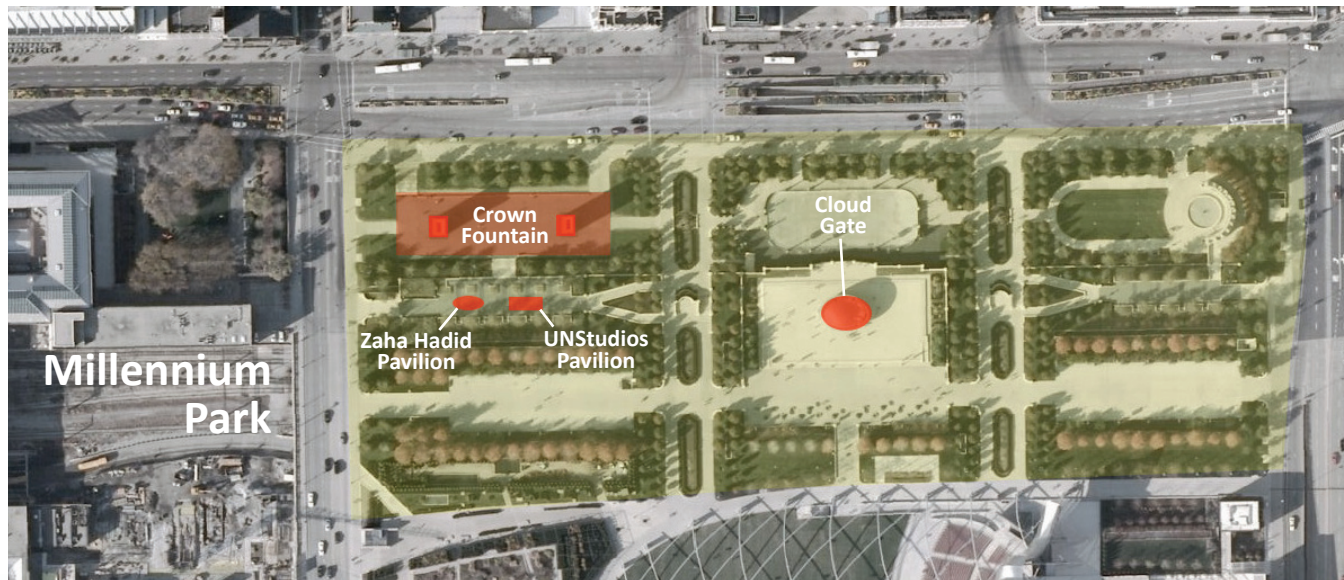 Crown
Fountain
Cloud
Gate
Zaha Hadid
Pavilion
UNStudios
Pavilion
Millennium
Park